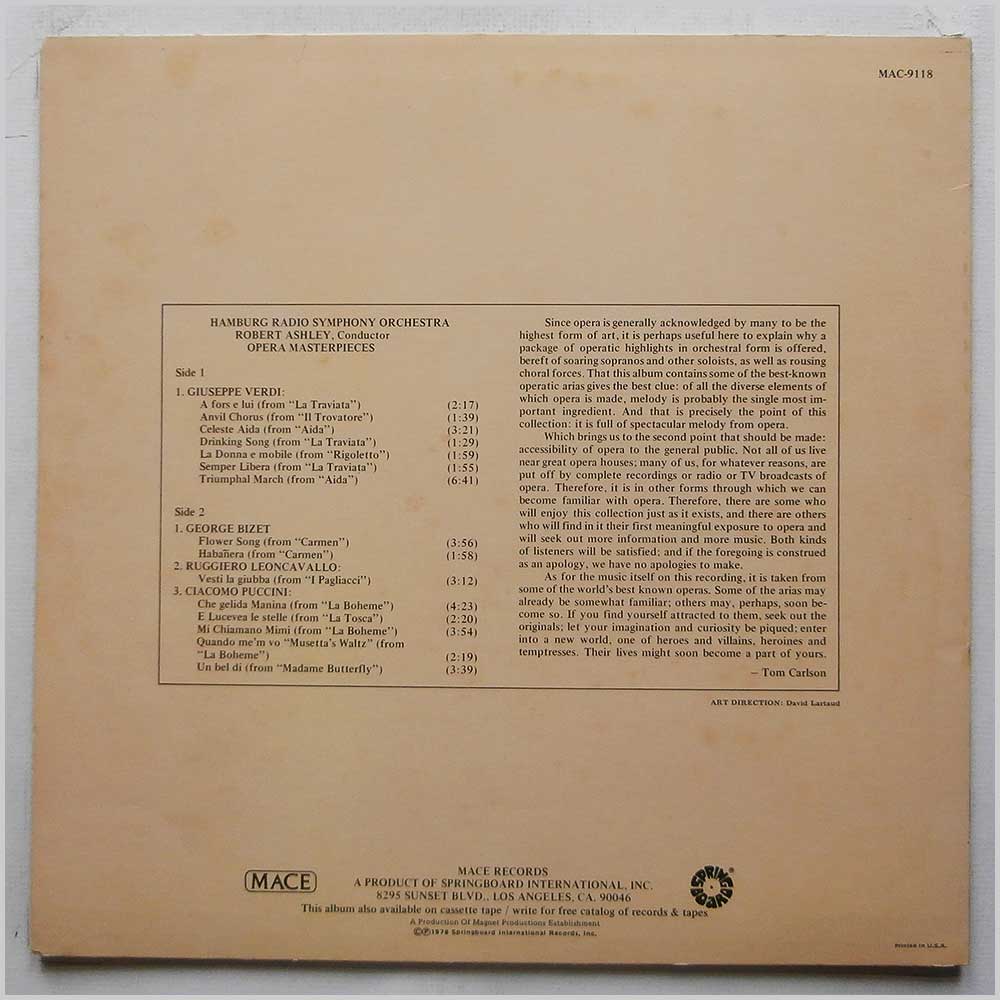 MAC-9118
HAMBURG RADIO SYMPHONY ORCHESTRA
ROBERT ASHLEY, Conductor
OPERA MASTERPIECES
Side 1
1. GIUSEPPE VERDI:
A fors e lui (from “La Traviata”) (2:17)
Anvil Chorus (from “Il Trovatore”) (1:39)
Celeste Aida (from “Aida”) (3:21)
Drinking Song (from “La Traviata”) (1:29)
La Donna e mobile (from “Rigoletto”) (1:59)
Semper Libera (from “La Traviata”) (1:55)
Triumphal March (from “Aida”) (6:41)
Side 2
1. GEORGE BIZET
Flower Song (from “Carmen”) (3:56)
Habañera (from “Carmen”) (1:58)
2. RUGGIERO LEONCAVALLO:
Vesti la giubba (from “I Pagliacci”) (3:12)
3. CIACOMO PUCCINI:
Che gelida Manina (from “La Boheme”) (4:23)
E Lucevea le stelle (from “La Tosca”) (2:20)
Mi Chiamano Mimi (from “La Boheme”) (3:54)
Quando me'm vo “Musetta's Waltz” (from
“La Boheme”) (2:19)
Un bel di (from “Madame Butterfly”) (3:39)
Since opera is generally acknowledged by many to be the
highest form of art, it is perhaps useful here to explain why a
package of operatic highlights in orchestral form is offered,
bereft of soaring sopranos and other soloists, as well as rousing
choral forces. That this album contains some of the best-known
operatic arias gives the best clue: of all the diverse elements of
which opera is made, melody is probably the single most im-
portant ingredient. And that is precisely the point of this
collection: it is full of spectacular melody from opera.
Which brings us to the second point that should be made:
accessibility of opera to the general public. Not all of us live
near great opera houses; many of us, for whatever reasons, are
put off by complete recordings or radio or TV broadcasts of
opera. Therefore, it is in other forms through which we can
become familiar with opera. Therefore, there are some who
will enjoy this collection just as it exists, and there are others
who will find in it their first meaningful exposure to opera and
will seek out more information and more music. Both kinds
of listeners will be satisfied; and if the foregoing is construed
as an apology, we have no apologies to make.
As for the music itself on this recording, it is taken from
some of the world's best known operas. Some of the arias may
already be somewhat familiar; others may, perhaps, soon be-
come so. If you find yourself attracted to them, seek out the
originals; let your imagination and curiosity be piqued; enter
into a new world, one of heroes and villains, heroines and
temptresses. Their lives might soon become a part of yours.
— Tom Carlson
ART DIRECTION: David Lartaud
MACE
MACE RECORDS
A PRODUCT OF SPRINGBOARD INTERNATIONAL, INC.
8295 SUNSET BLVD., LOS ANGELES, CA. 90046
This album also available on cassette tape / write for free catalog of records & tapes
A Production Of Magnet Productions Establishment
©℗1978 Springboard International Records, Inc.
SPRINGBOARD®
Printed in U.S.A.